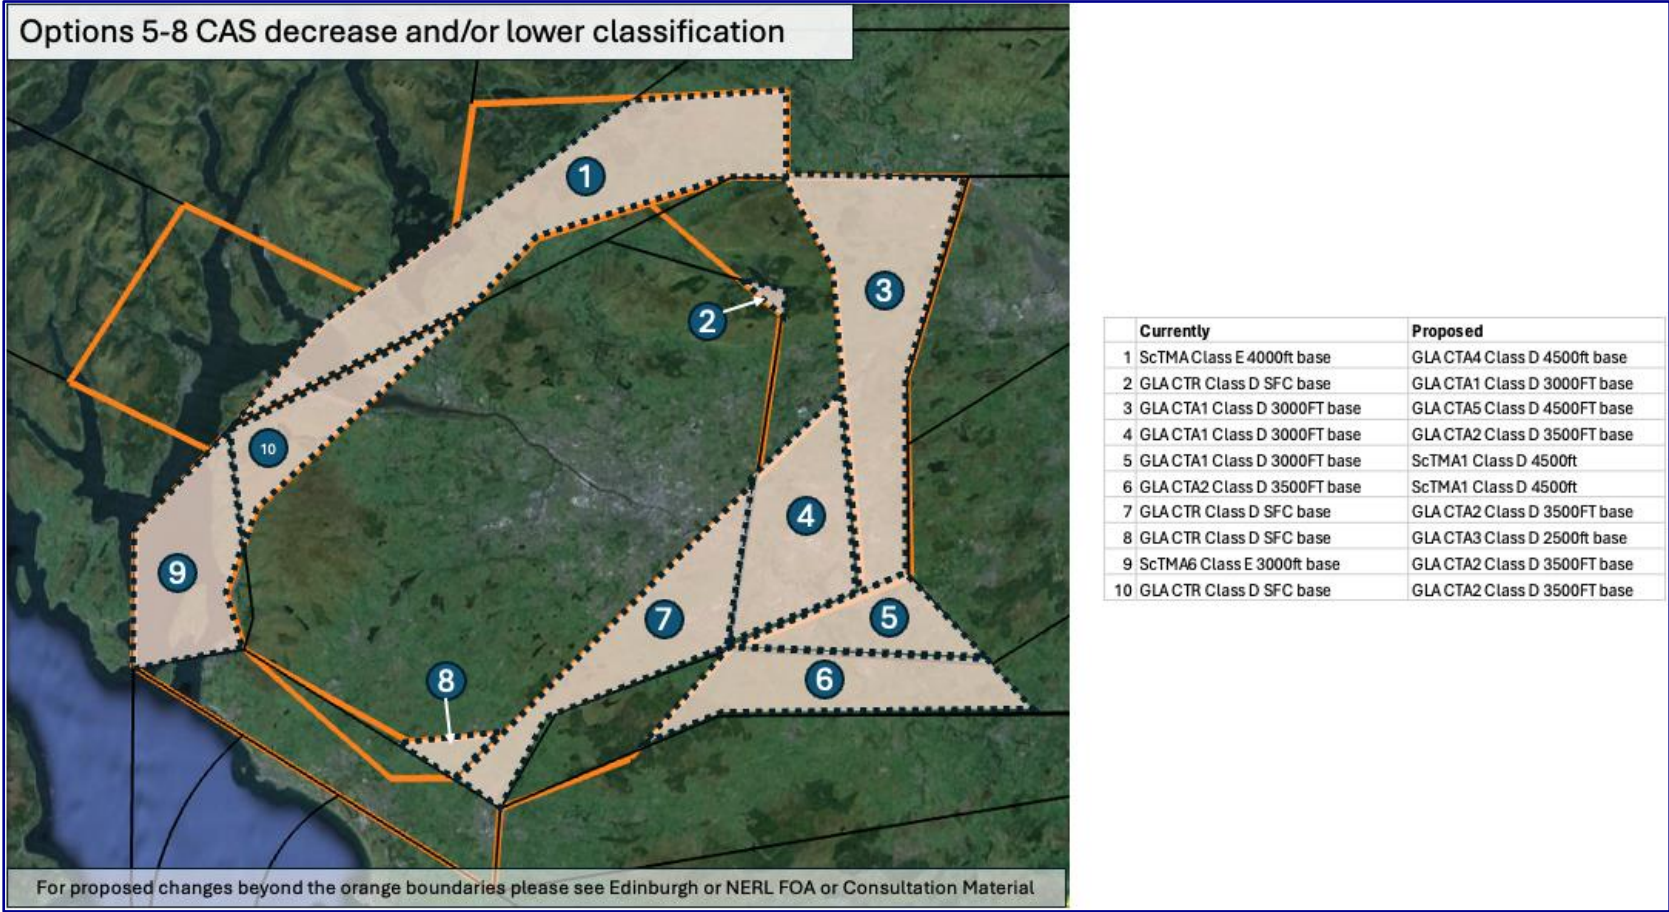 Options 5-8 CAS decrease and/or lower classification
1
2
3
4
5
6
7
8
9
10
For proposed changes beyond the orange boundaries please see Edinburgh or NERL FOA or Consultation Material
Currently Proposed
1 ScTMA Class E 4000ft base GLA CTA4 Class D 4500ft base
2 GLA CTR Class D SFC base GLA CTA1 Class D 3000FT base
3 GLA CTA1 Class D 3000FT base GLA CTA5 Class D 4500FT base
4 GLA CTA1 Class D 3000FT base GLA CTA2 Class D 3500FT base
5 GLA CTA1 Class D 3000FT base ScTMA1 Class D 4500ft
6 GLA CTA2 Class D 3500FT base ScTMA1 Class D 4500ft
7 GLA CTR Class D SFC base GLA CTA2 Class D 3500FT base
8 GLA CTR Class D SFC base GLA CTA3 Class D 2500ft base
9 ScTMA6 Class E 3000ft base GLA CTA2 Class D 3500FT base
10 GLA CTR Class D SFC base GLA CTA2 Class D 3500FT base